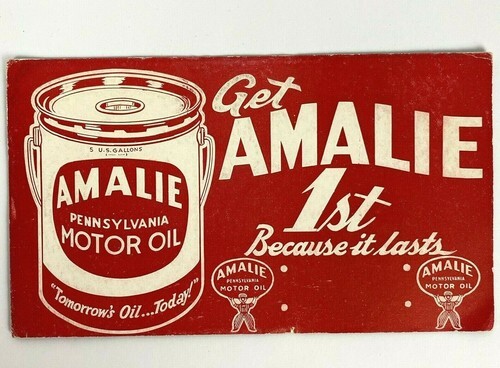 5 U.S. GALLONS
AMALIE
PENNSYLVANIA
MOTOR OIL
"Tomorrow's Oil...Today!"
Get
AMALIE
1st
Because it lasts
AMALIE
PENNSYLVANIA
MOTOR OIL
AMALIE
PENNSYLVANIA
MOTOR OIL